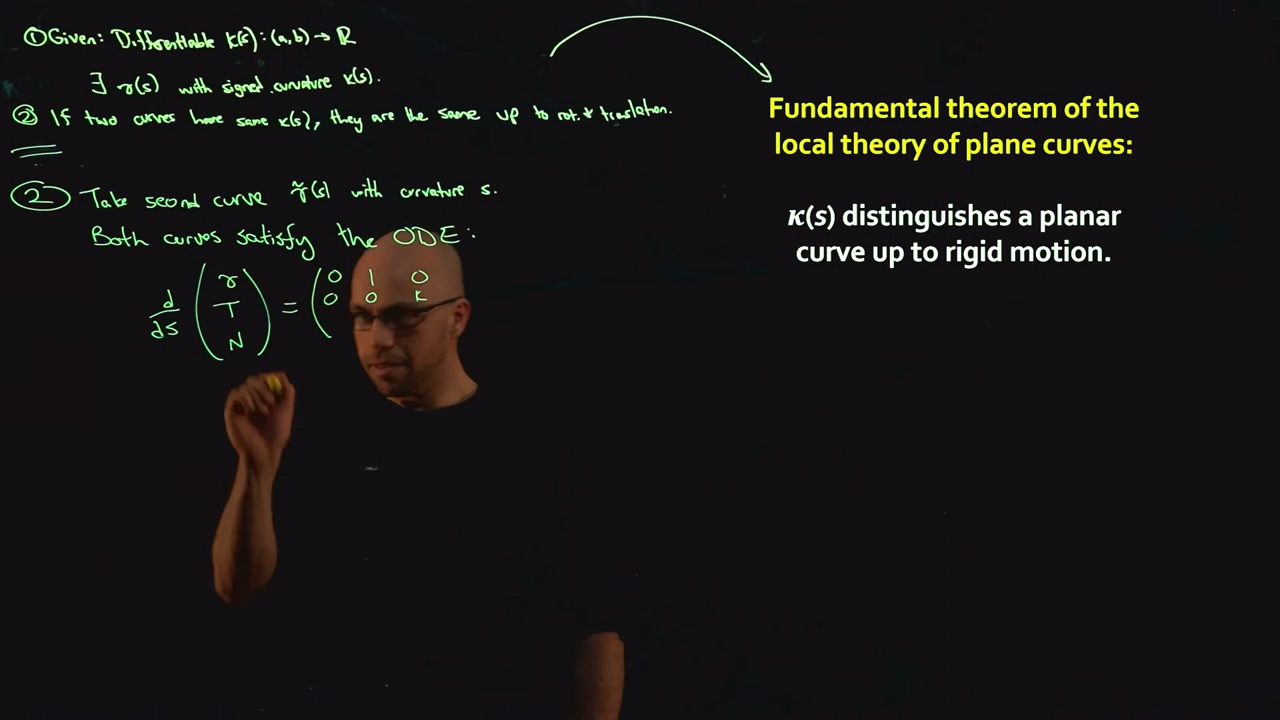 ① Given: Differentiable κ(s): (a,b) → ℝ
∃ γ(s) with signed curvature κ(s).
② If two curves have same κ(s), they are the same up to rot. & translation.
② Take second curve γ̃(s) with curvature s.
Both curves satisfy the ODE:
d/ds (γ T N) = (0 1 0
0 0 κ
Fundamental theorem of the
local theory of plane curves:
κ(s) distinguishes a planar
curve up to rigid motion.